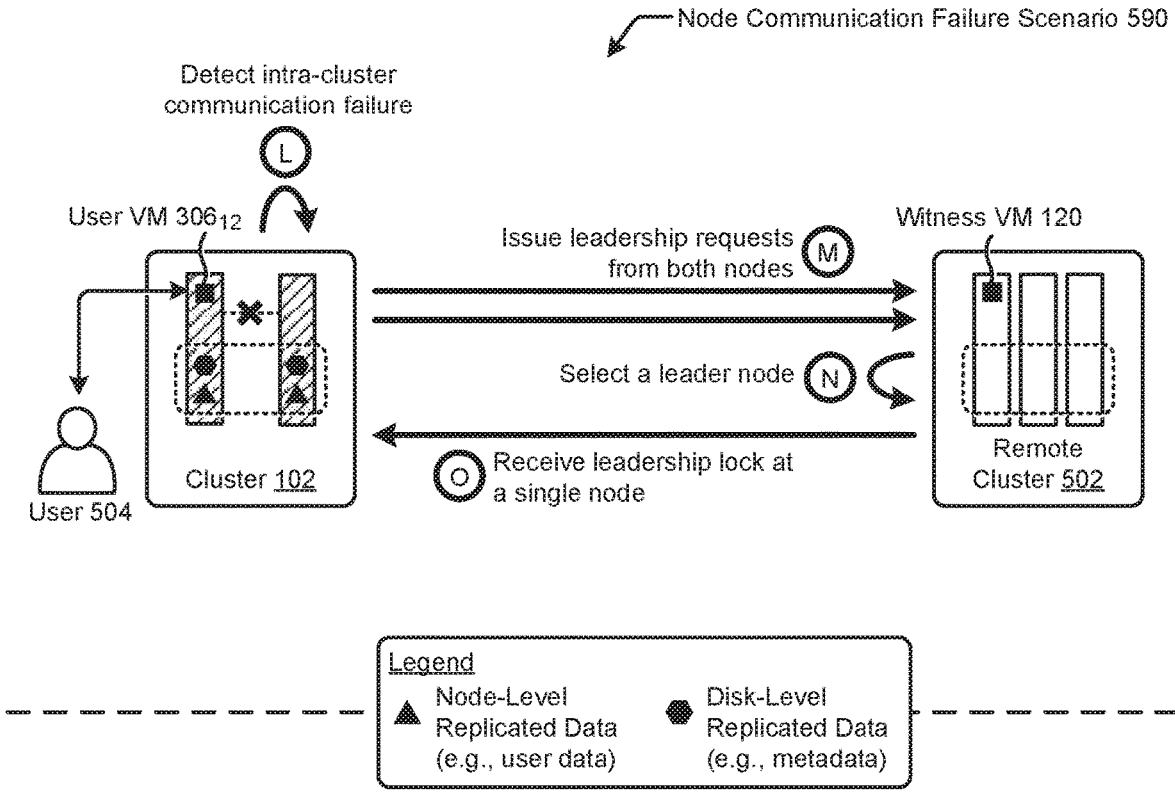 Node Communication Failure Scenario 590
Detect intra-cluster
communication failure
L
User VM 306₁₂
Issue leadership requests
from both nodes
M
Witness VM 120
Select a leader node
N
Cluster 102
O
Receive leadership lock at
a single node
Remote
Cluster 502
User 504
Legend
Node-Level
Replicated Data
(e.g., user data)
Disk-Level
Replicated Data
(e.g., metadata)